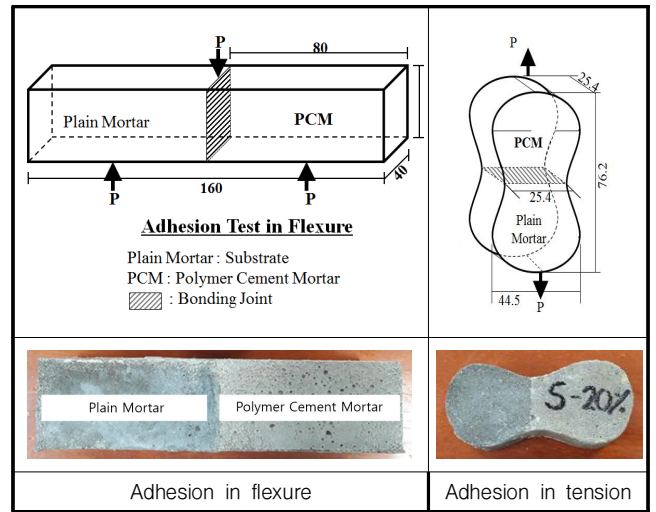 P
80
Plain Mortar
PCM
P
P
160
40
Adhesion Test in Flexure
Plain Mortar : Substrate
PCM : Polymer Cement Mortar
: Bonding Joint
P
25.4
PCM
76.2
25.4
Plain
Mortar
44.5
P
Plain Mortar
Polymer Cement Mortar
S-20%
Adhesion in flexure
Adhesion in tension